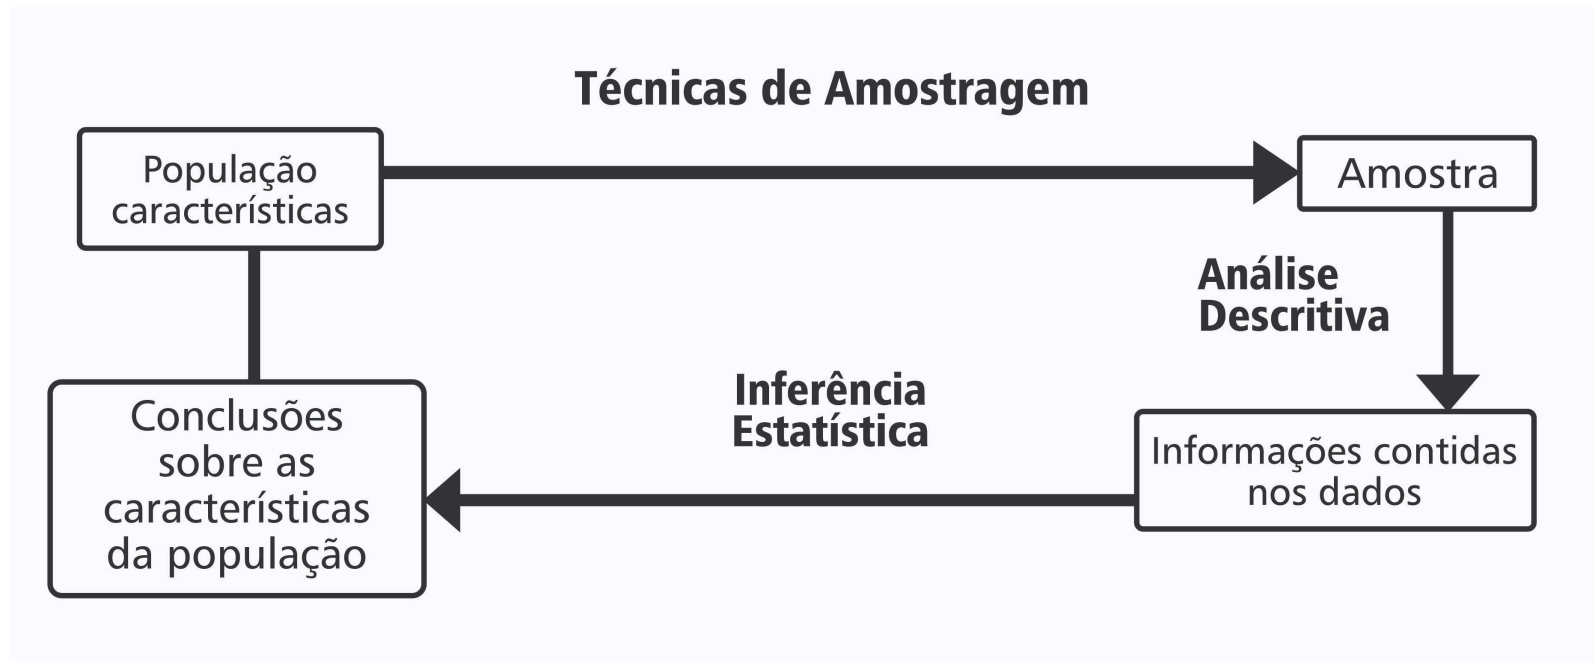 Técnicas de Amostragem
População
características
Amostra
Análise
Descritiva
Inferência
Estatística
Conclusões
sobre as
características
da população
Informações contidas
nos dados